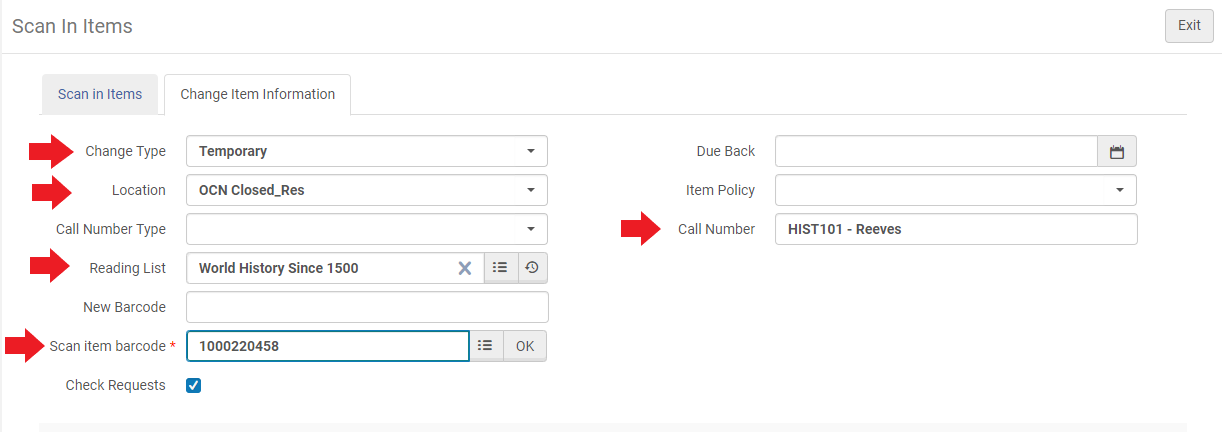 Scan In Items
Exit
Scan in Items
Change Item Information
Change Type Temporary
Due Back
Location OCN Closed_Res
Item Policy
Call Number Type
Call Number HIST101 - Reeves
Reading List World History Since 1500
New Barcode
Scan item barcode * 1000220458 OK
Check Requests